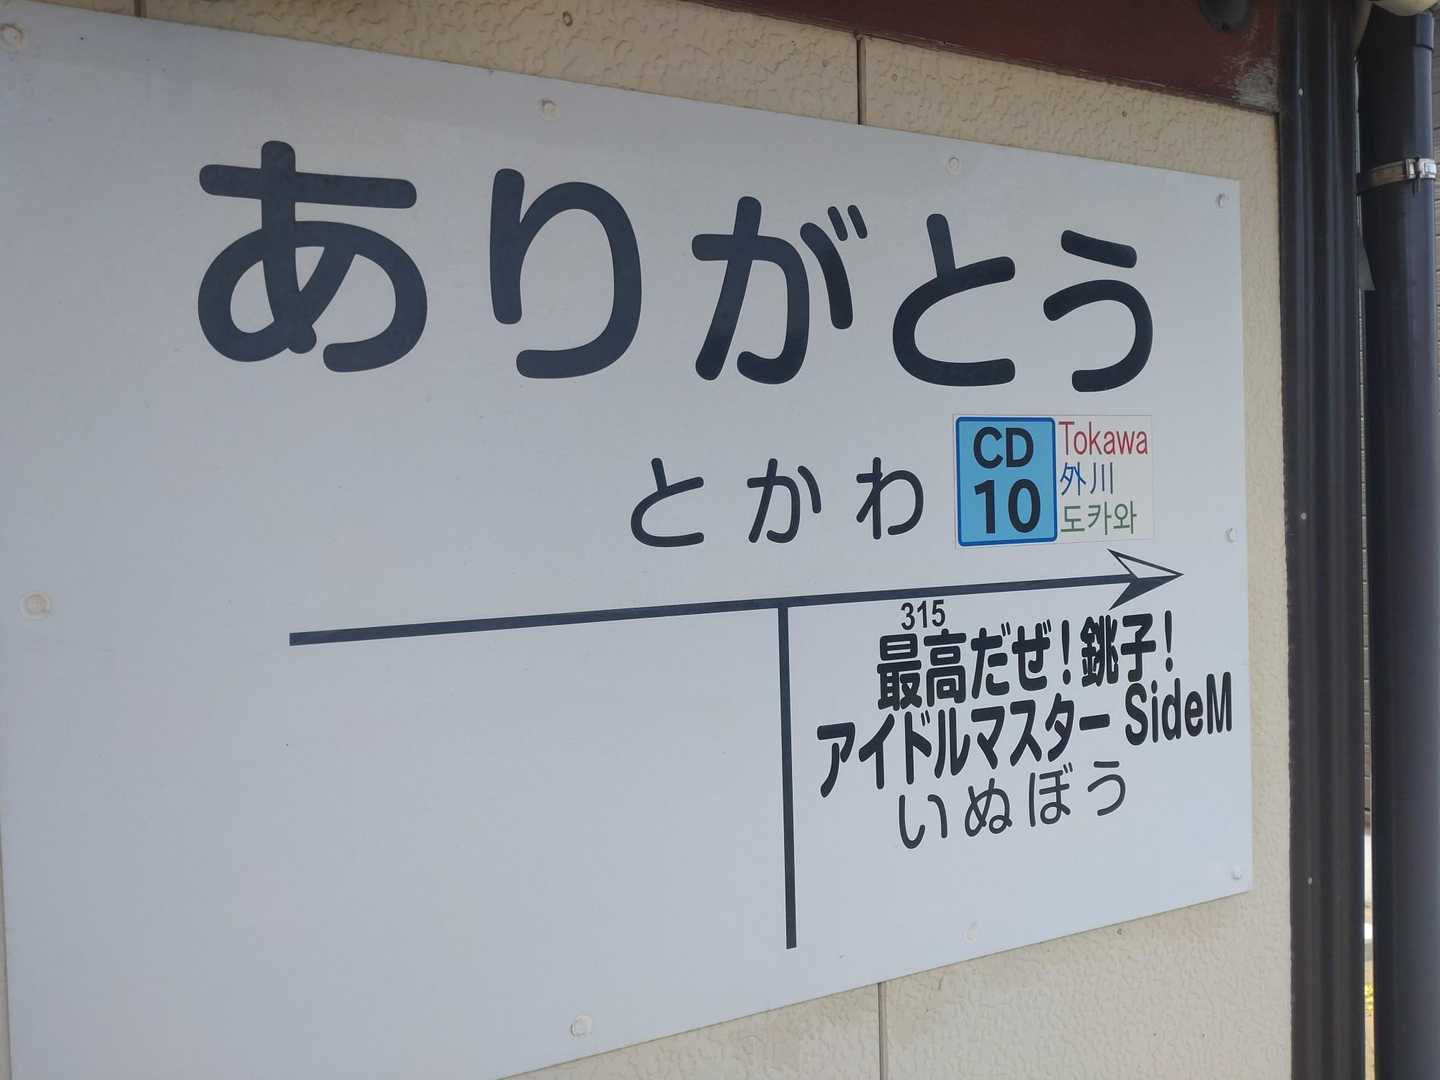 ありがとう
とかわ
CD
10
Tokawa
外川
도카와
315
最高だぜ！銚子！
アイドルマスター SideM
いぬぼう